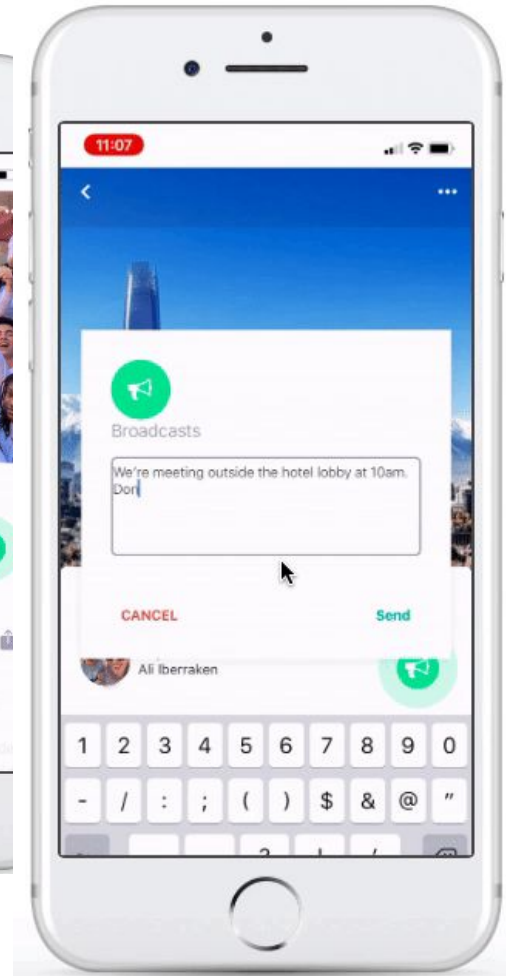 11:07
Broadcasts
We're meeting outside the hotel lobby at 10am.
Don
CANCEL
Send
Ali Iberraken
1 2 3 4 5 6 7 8 9 0
- / : ; ( ) $ & @ "